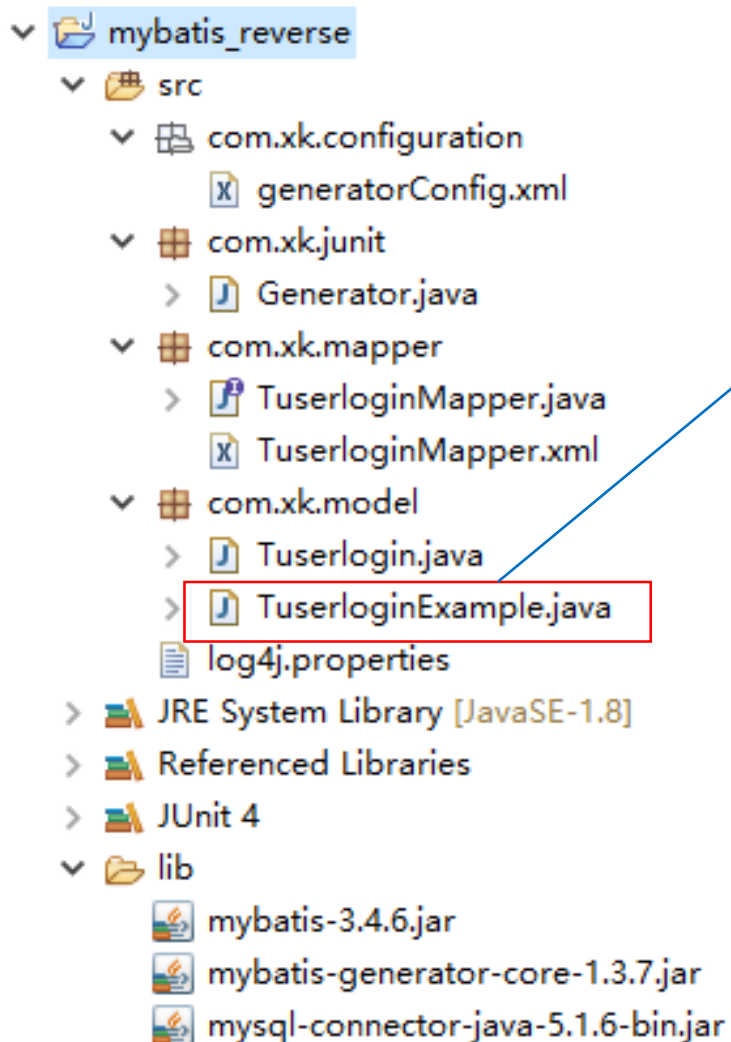 mybatis_reverse
src
com.xk.configuration
generatorConfig.xml
com.xk.junit
Generator.java
com.xk.mapper
TuserloginMapper.java
TuserloginMapper.xml
com.xk.model
Tuserlogin.java
TuserloginExample.java
log4j.properties
JRE System Library [JavaSE-1.8]
Referenced Libraries
JUnit 4
lib
mybatis-3.4.6.jar
mybatis-generator-core-1.3.7.jar
mysql-connector-java-5.1.6-bin.jar